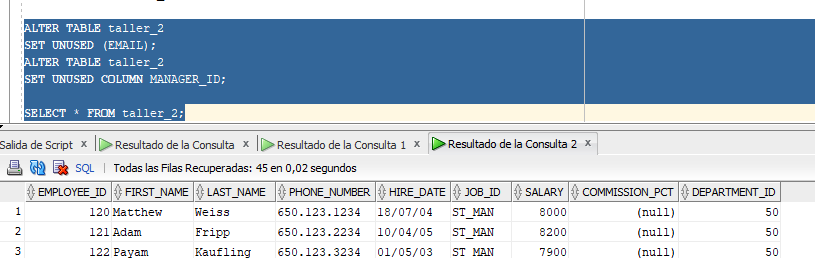 ALTER TABLE taller_2
SET UNUSED (EMAIL);
ALTER TABLE taller_2
SET UNUSED COLUMN MANAGER_ID;
SELECT * FROM taller_2;
Salida de Script x Resultado de la Consulta x Resultado de la Consulta 1 x Resultado de la Consulta 2 x
SQL | Todas las Filas Recuperadas: 45 en 0,02 segundos
EMPLOYEE_ID FIRST_NAME LAST_NAME PHONE_NUMBER HIRE_DATE JOB_ID SALARY COMMISSION_PCT DEPARTMENT_ID
1 120 Matthew Weiss 650.123.1234 18/07/04 ST_MAN 8000 (null) 50
2 121 Adam Fripp 650.123.2234 10/04/05 ST_MAN 8200 (null) 50
3 122 Payam Kaufling 650.123.3234 01/05/03 ST_MAN 7900 (null) 50